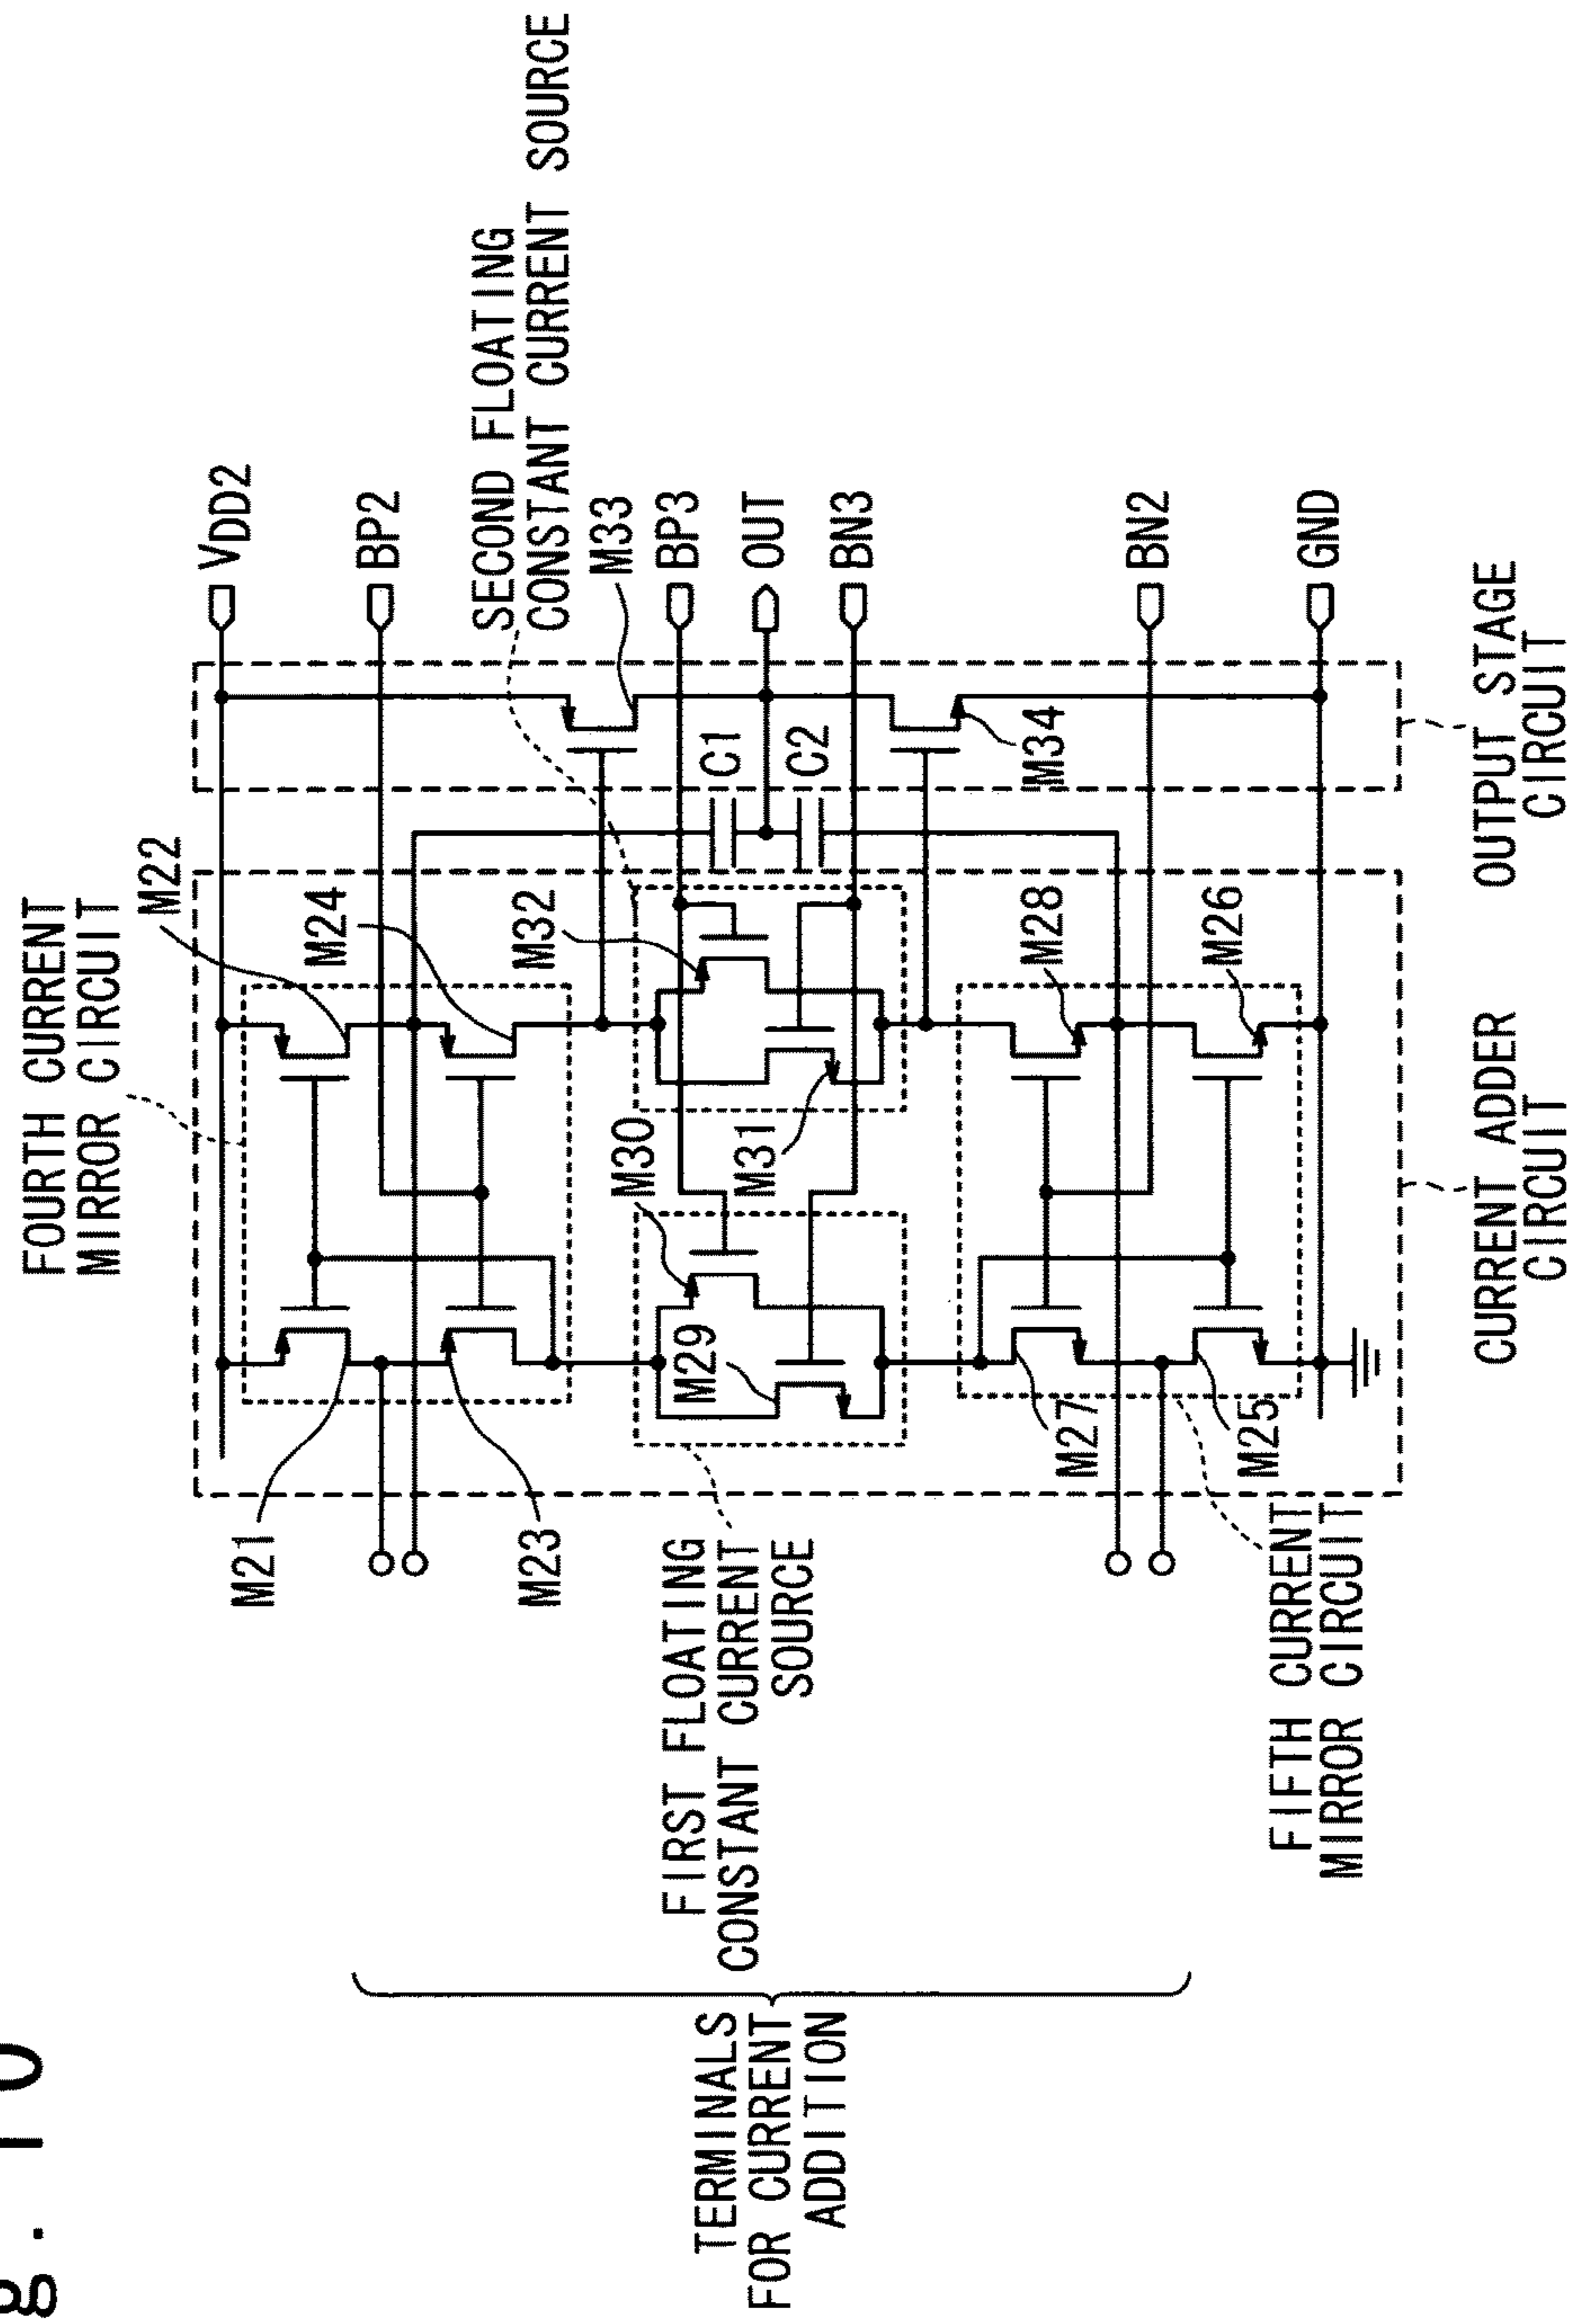 g. 10
FOURTH CURRENT
MIRROR CIRCUIT
M22
M24
M21
M23
VDD2
BP2
SECOND FLOATING
CONSTANT CURRENT SOURCE
M33
BP3
OUT
BN3
BN2
GND
M32
C1
C2
M34
M30
M31
M29
M28
M26
M27
M25
FIRST FLOATING
CONSTANT CURRENT
SOURCE
TERMINALS
FOR CURRENT
ADDITION
FIFTH CURRENT
MIRROR CIRCUIT
CURRENT ADDER
CIRCUIT
OUTPUT STAGE
CIRCUIT